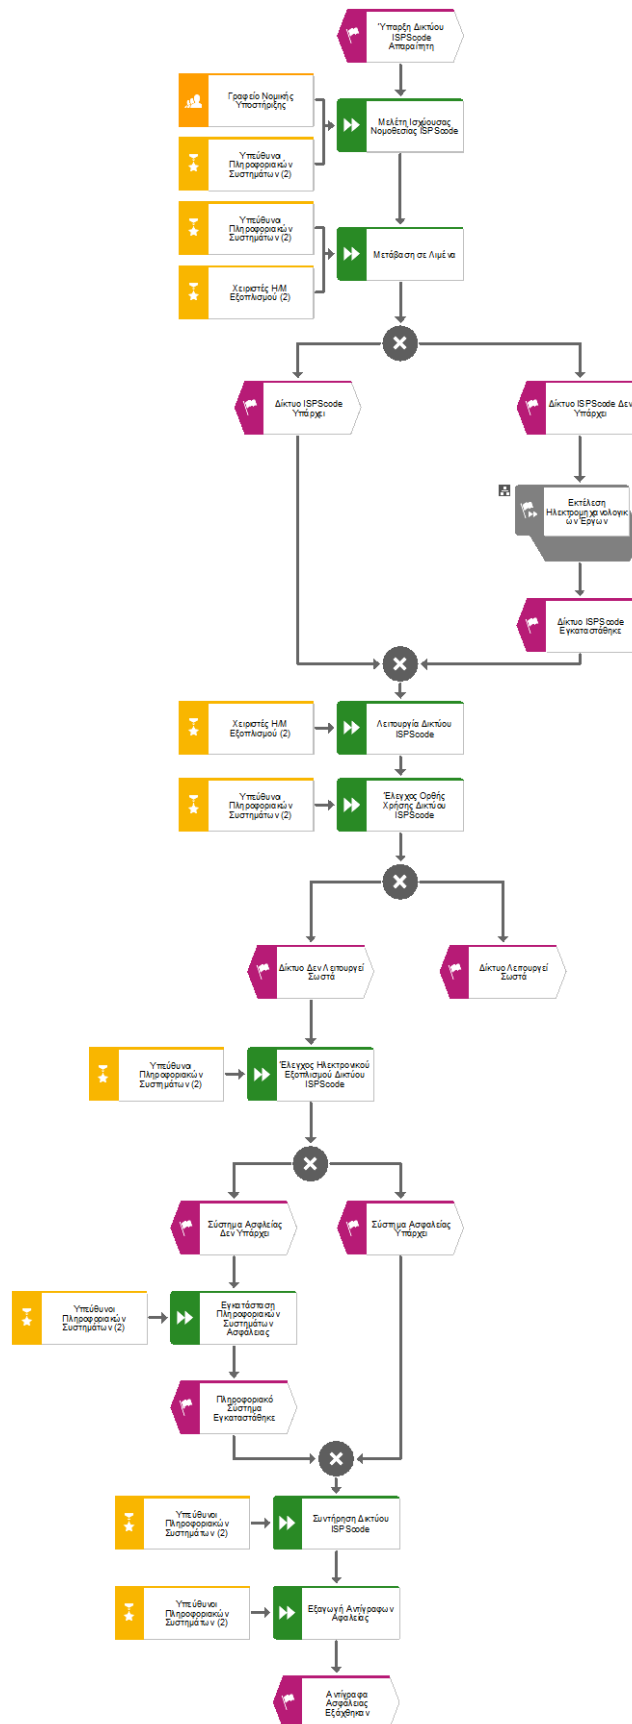 Ύπαρξη Δικτύου
ISPScode
Απαραίτητη
Γραφείο Νομικής
Υποστήριξης
Μελέτη Ισχύουσας
Νομοθεσίας ISPScode
Υπεύθυνοι
Πληροφοριακών
Συστημάτων (2)
Υπεύθυνοι
Πληροφοριακών
Συστημάτων (2)
Μετάβαση σε Λιμένα
Χειριστές Η/Μ
Εξοπλισμού (2)
Δίκτυο ISPScode
Υπάρχει
Δίκτυο ISPScode Δεν
Υπάρχει
Εκτέλεση
Ηλεκτρομηχανολογικ
ών Έργων
Δίκτυο ISPScode
Εγκαταστάθηκε
Χειριστές Η/Μ
Εξοπλισμού (2)
Λειτουργία Δικτύου
ISPScode
Υπεύθυνοι
Πληροφοριακών
Συστημάτων (2)
Έλεγχος Ορθής
Χρήσης Δικτύου
ISPScode
Δίκτυο Δεν Λειτουργεί
Σωστά
Δίκτυο Λειτουργεί
Σωστά
Υπεύθυνοι
Πληροφοριακών
Συστημάτων (2)
Έλεγχος Ηλεκτρονικού
Εξοπλισμού Δικτύου
ISPScode
Σύστημα Ασφλείας
Δεν Υπάρχει
Σύστημα Ασφαλείας
Υπάρχει
Υπεύθυνοι
Πληροφοριακών
Συστημάτων (2)
Εγκατάσταση
Πληροφοριακών
Συστημάτων
Ασφάλειας
Πληροφοριακό
Σύστημα
Εγκαταστάθηκε
Υπεύθυνοι
Πληροφοριακών
Συστημάτων (2)
Συντήρηση Δικτύου
ISPScode
Υπεύθυνοι
Πληροφοριακών
Συστημάτων (2)
Εξαγωγή Αντίγραφων
Αφαλείας
Αντίγραφα
Ασφάλειας
Εξάχθηκαν